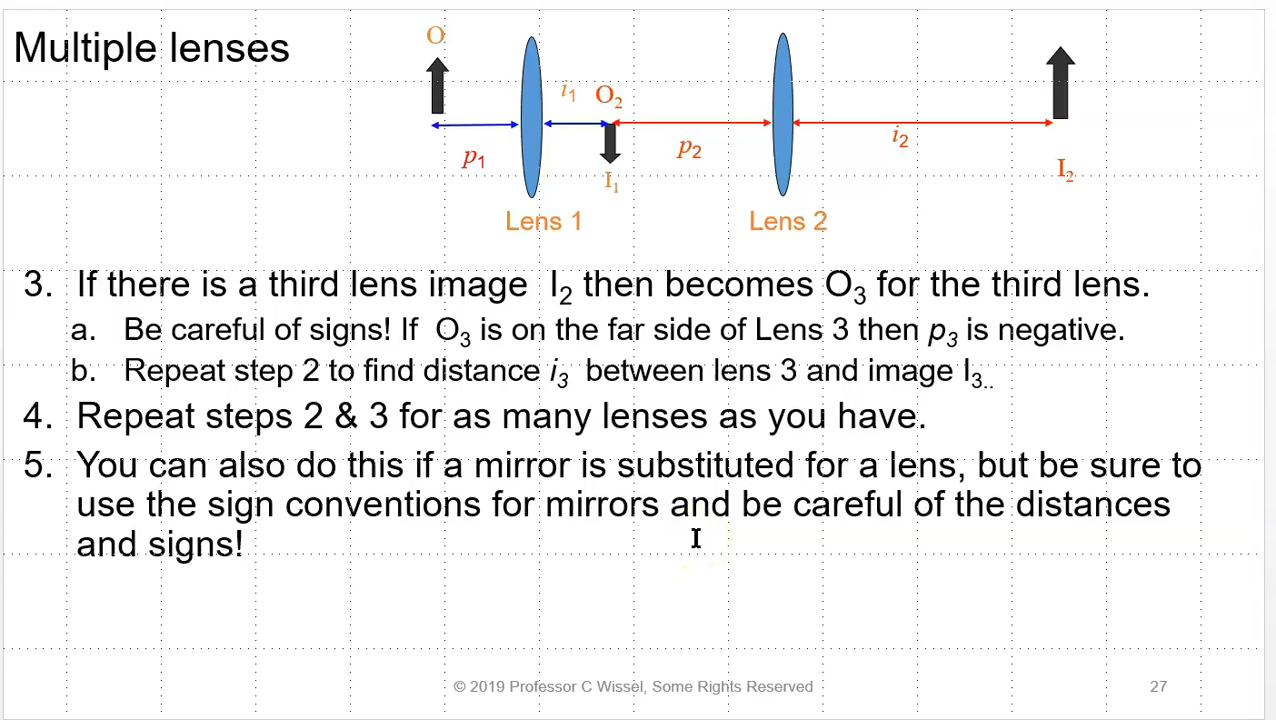 Multiple lenses
O
i₁
O₂
p₁
I₁
p₂
i₂
I₂
Lens 1
Lens 2
3. If there is a third lens image I₂ then becomes O₃ for the third lens.
a. Be careful of signs! If O₃ is on the far side of Lens 3 then p₃ is negative.
b. Repeat step 2 to find distance i₃ between lens 3 and image I₃..
4. Repeat steps 2 & 3 for as many lenses as you have.
5. You can also do this if a mirror is substituted for a lens, but be sure to
use the sign conventions for mirrors and be careful of the distances
and signs!
© 2019 Professor C Wissel, Some Rights Reserved
27